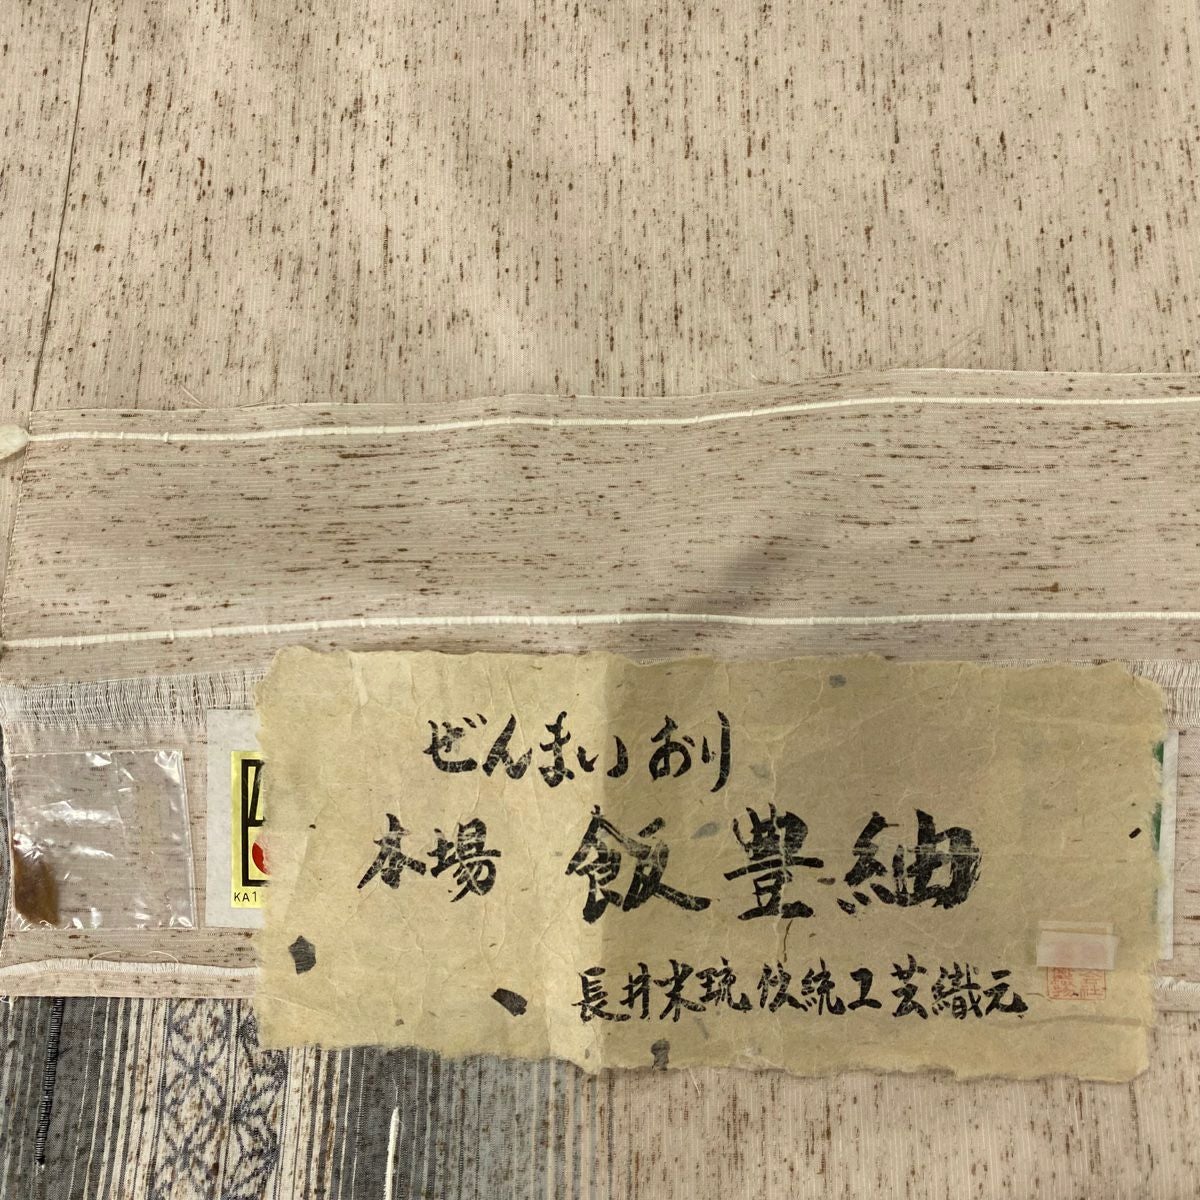 ぜんまいおり
本場 飯豊紬
長井米琉伝統工芸織元
KA1